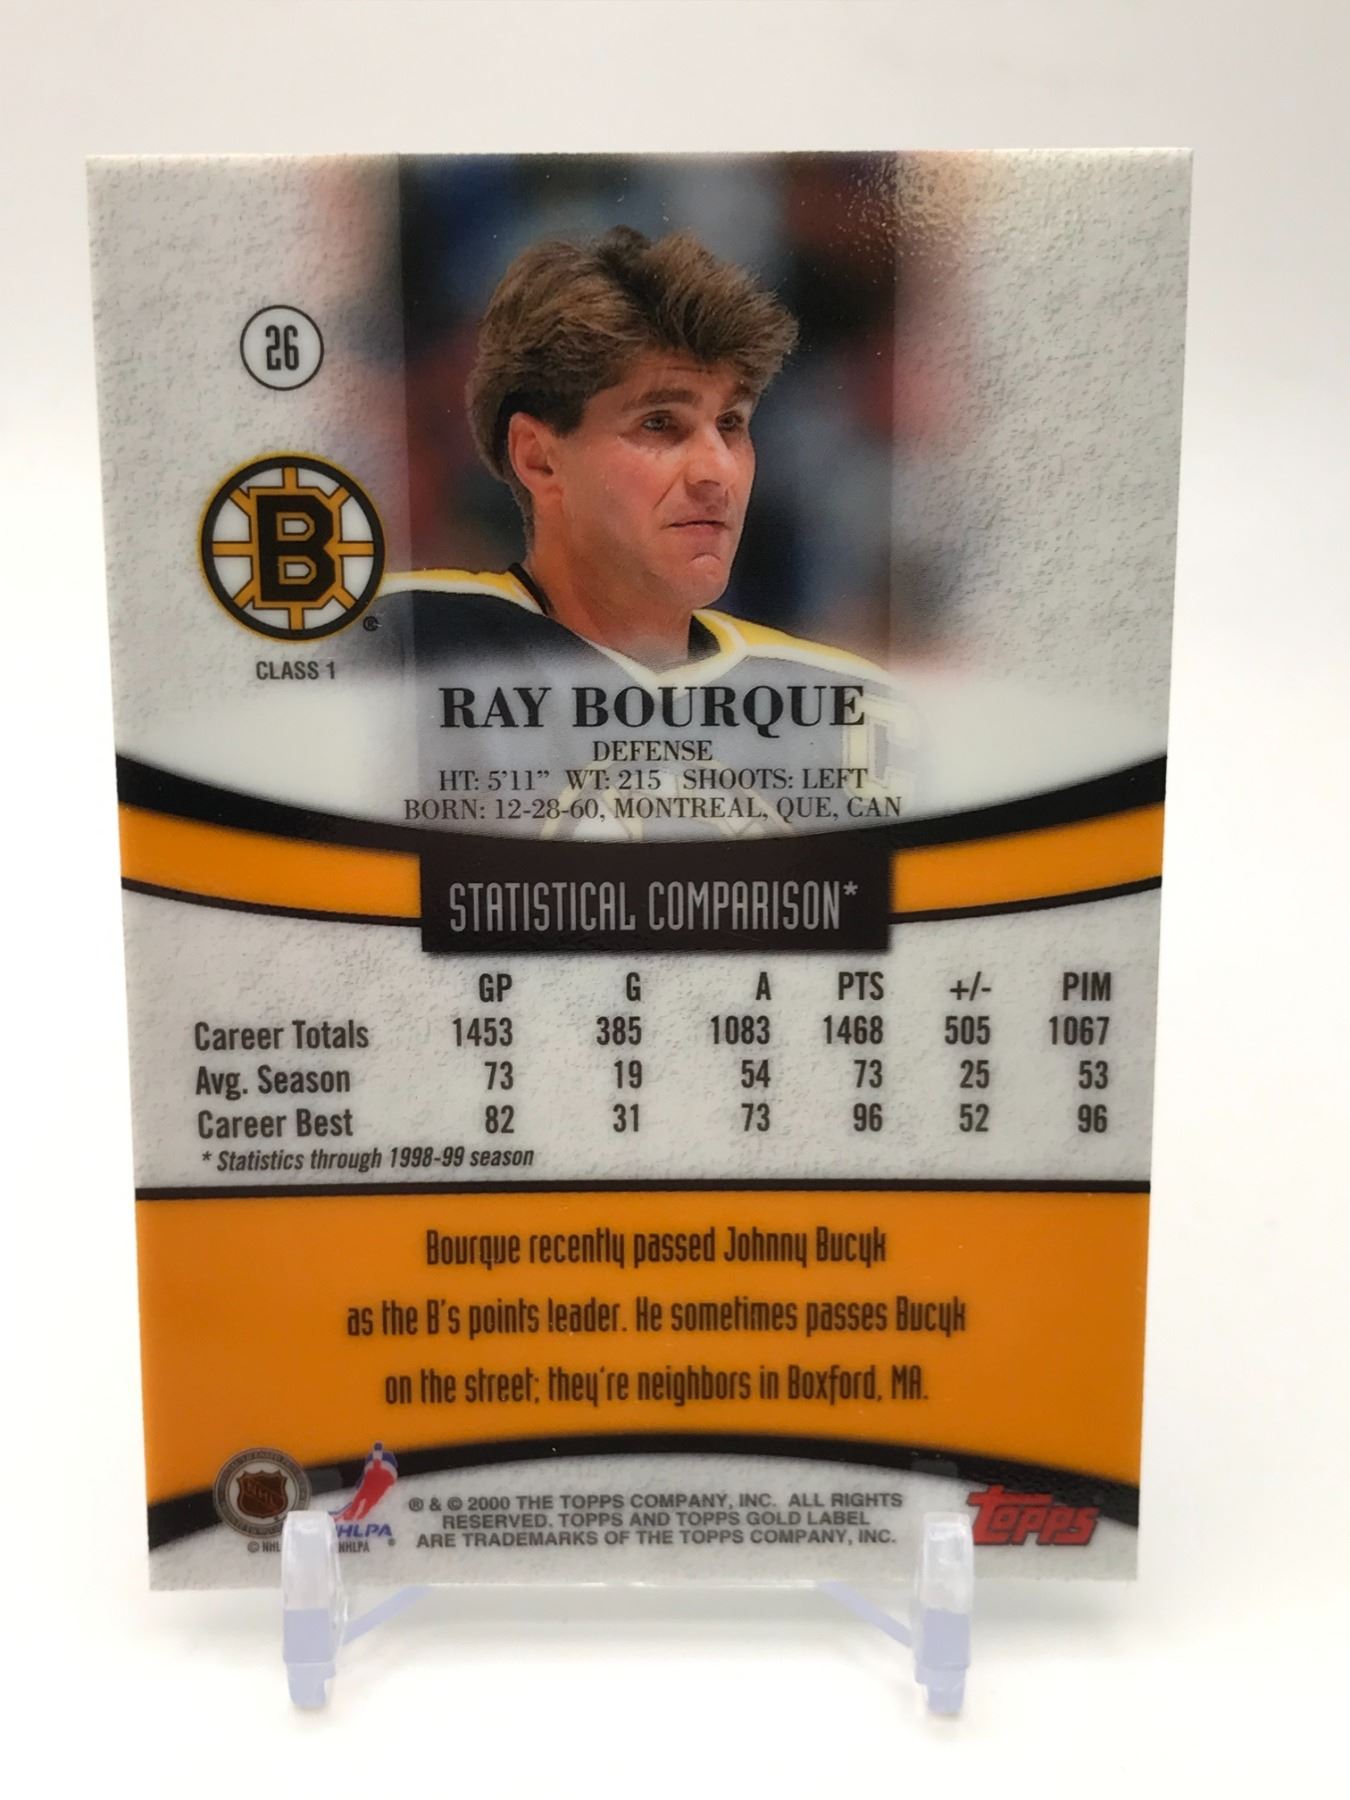 26
B
®
CLASS 1
C
RAY BOURQUE
DEFENSE
HT: 5'11" WT: 215 SHOOTS: LEFT
BORN: 12-28-60, MONTREAL, QUE, CAN
STATISTICAL COMPARISON*
GP G A PTS +/- PIM
Career Totals 1453 385 1083 1468 505 1067
Avg. Season 73 19 54 73 25 53
Career Best 82 31 73 96 52 96
* Statistics through 1998-99 season
Bourque recently passed Johnny Bucyk
as the B's points leader. He sometimes passes Bucyk
on the street; they're neighbors in Boxford, MA.
NHL
® & © 2000 THE TOPPS COMPANY, INC. ALL RIGHTS
RESERVED. TOPPS AND TOPPS GOLD LABEL
ARE TRADEMARKS OF THE TOPPS COMPANY, INC.
Topps